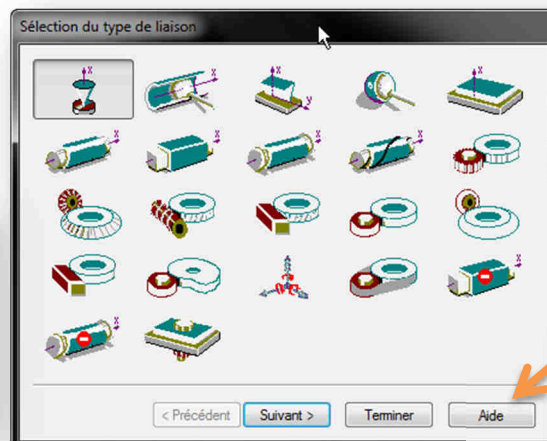 Sélection du type de liaison
x x x x
y
x x x x
x
x
< Précédent Suivant > Terminer Aide